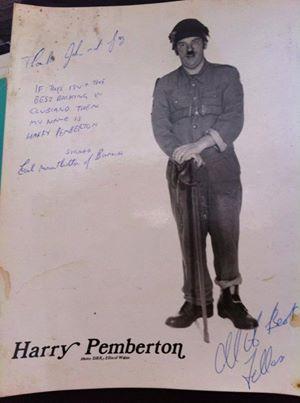 Thanks John and Joy
IF THIS ISN'T THE
BEST BACKING IN
CLUBLAND THEN
MY NAME IS
HARRY PEMBERTON
SIGNED
Earl Mountbatten of Burma
Harry Pemberton
All the Best
Fellas